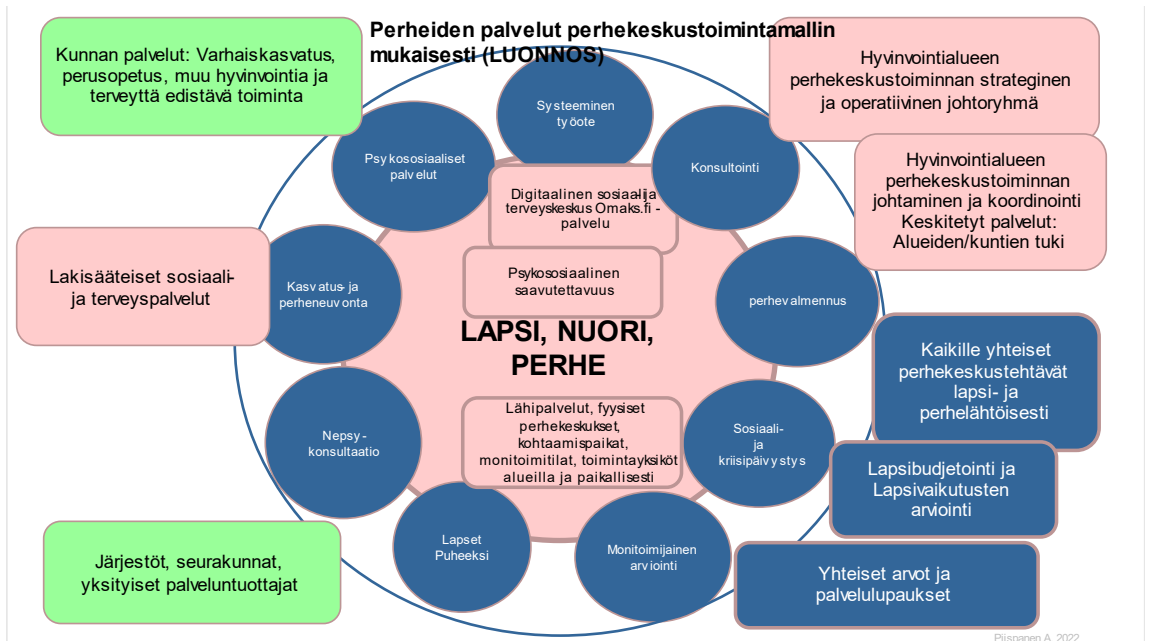 Perheiden palvelut perhekeskustoimintamallin
mukaisesti (LUONNOS)
Kunnan palvelut: Varhaiskasvatus,
perusopetus, muu hyvinvointia ja
terveyttä edistävä toiminta
Hyvinvointialueen
perhekeskustoiminnan strateginen
ja operatiivinen johtoryhmä
Systeeminen
työote
Psykososiaaliset
palvelut
Konsultointi
Hyvinvointialueen
perhekeskustoiminnan
johtaminen ja koordinointi
Keskitetyt palvelut:
Alueiden/kuntien tuki
Digitaalinen sosiaali- ja
terveyskeskus Omaks.fi -
palvelu
Lakisääteiset sosiaali-
ja terveyspalvelut
Kasvatus- ja
perheneuvonta
Psykososiaalinen
saavutettavuus
perhevalmennus
LAPSI, NUORI,
PERHE
Kaikille yhteiset
perhekeskustehtävät
lapsi- ja
perhelähtöisesti
Nepsy-
konsultaatio
Lähipalvelut, fyysiset
perhekeskukset,
kohtaamispaikat,
monitoimitilat, toimintayksiköt
alueilla ja paikallisesti
Sosiaali-
ja
kriisipäivystys
Lapsibudjetointi ja
Lapsivaikutusten
arviointi
Järjestöt, seurakunnat,
yksityiset palveluntuottajat
Lapset
Puheeksi
Monitoimijainen
arviointi
Yhteiset arvot ja
palvelulupaukset
Piispanen A. 2022